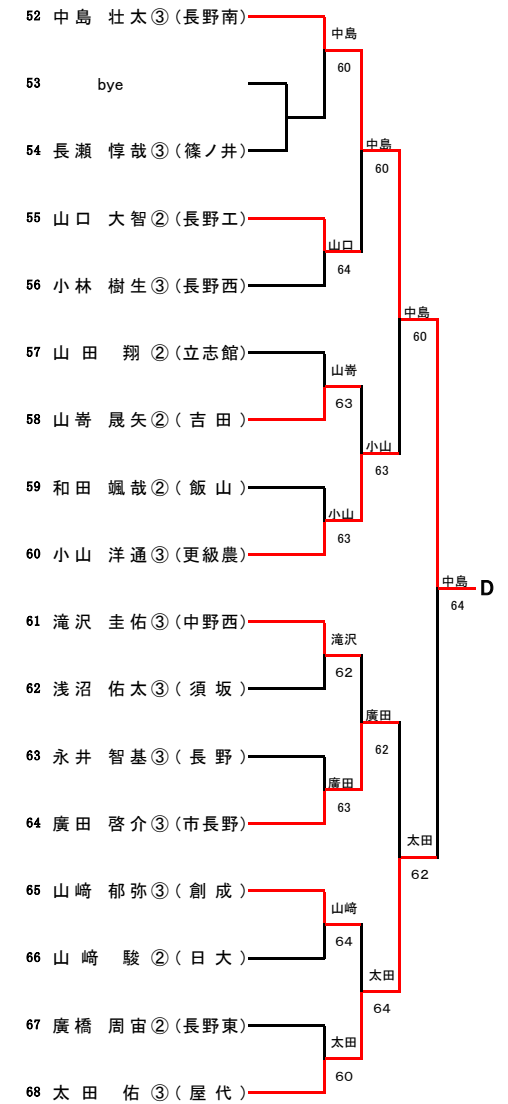 52 中島 壮太③(長野南)
中島
60
53 bye
54 長瀬 惇哉③(篠ノ井)
中島
60
55 山口 大智②(長野工)
山口
64
56 小林 樹生③(長野西)
中島
60
57 山田 翔②(立志館)
山嵜
63
58 山嵜 晟矢②(吉田)
小山
63
59 和田 颯哉②(飯山)
小山
63
60 小山 洋通③(更級農)
中島
64
D
61 滝沢 圭佑③(中野西)
滝沢
62
62 浅沼 佑太③(須坂)
廣田
62
63 永井 智基③(長野)
廣田
63
64 廣田 啓介③(市長野)
太田
62
65 山﨑 郁弥③(創成)
山﨑
64
66 山﨑 駿②(日大)
太田
64
67 廣橋 周宙②(長野東)
太田
60
68 太田 佑③(屋代)